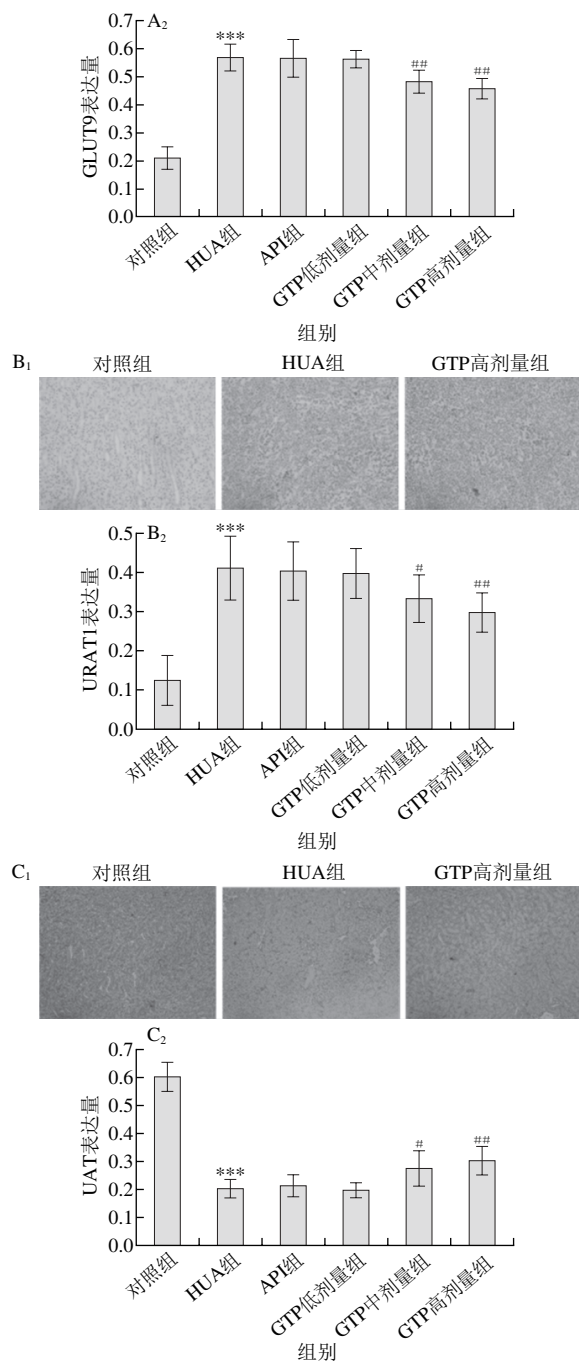 A₂
0.7
0.6
0.5
0.4
0.3
0.2
0.1
0.0
GLUT9表达量
***
##
##
对照组
HUA组
API组
GTP低剂量组
GTP中剂量组
GTP高剂量组
组别
B₁
对照组
HUA组
GTP高剂量组
B₂
0.5
0.4
0.3
0.2
0.1
0.0
URAT1表达量
***
#
##
对照组
HUA组
API组
GTP低剂量组
GTP中剂量组
GTP高剂量组
组别
C₁
对照组
HUA组
GTP高剂量组
C₂
0.7
0.6
0.5
0.4
0.3
0.2
0.1
0.0
UAT表达量
***
#
##
对照组
HUA组
API组
GTP低剂量组
GTP中剂量组
GTP高剂量组
组别